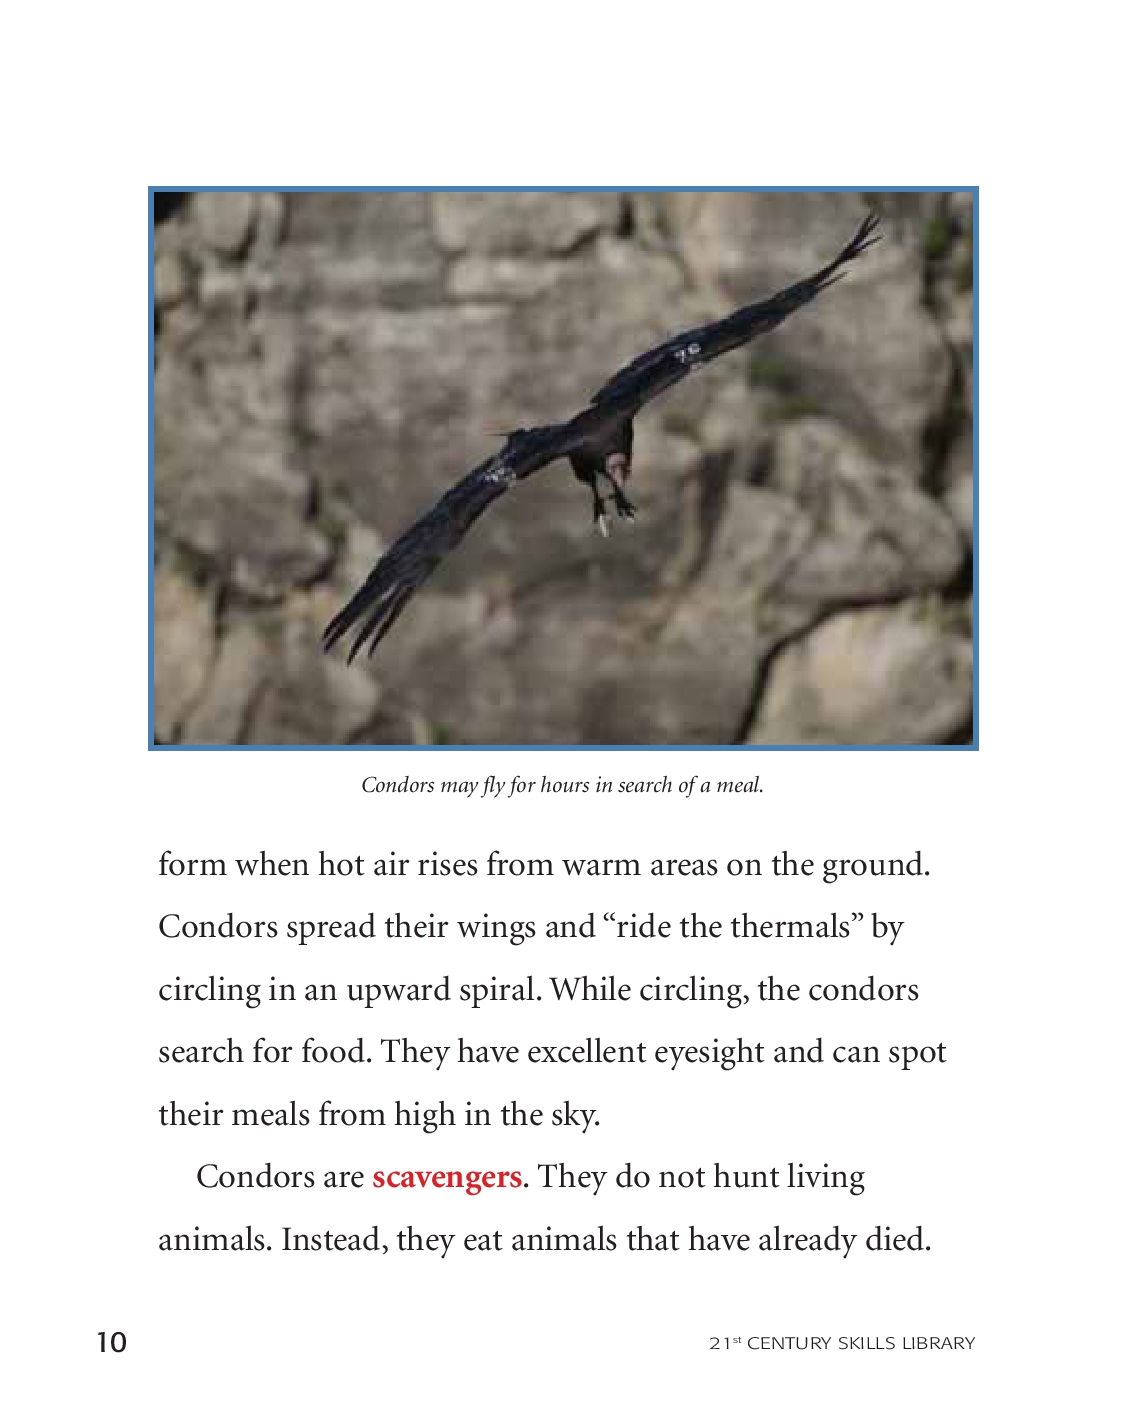 Condors may fly for hours in search of a meal.
form when hot air rises from warm areas on the ground.
Condors spread their wings and “ride the thermals” by
circling in an upward spiral. While circling, the condors
search for food. They have excellent eyesight and can spot
their meals from high in the sky.
Condors are scavengers. They do not hunt living
animals. Instead, they eat animals that have already died.
10
21st CENTURY SKILLS LIBRARY